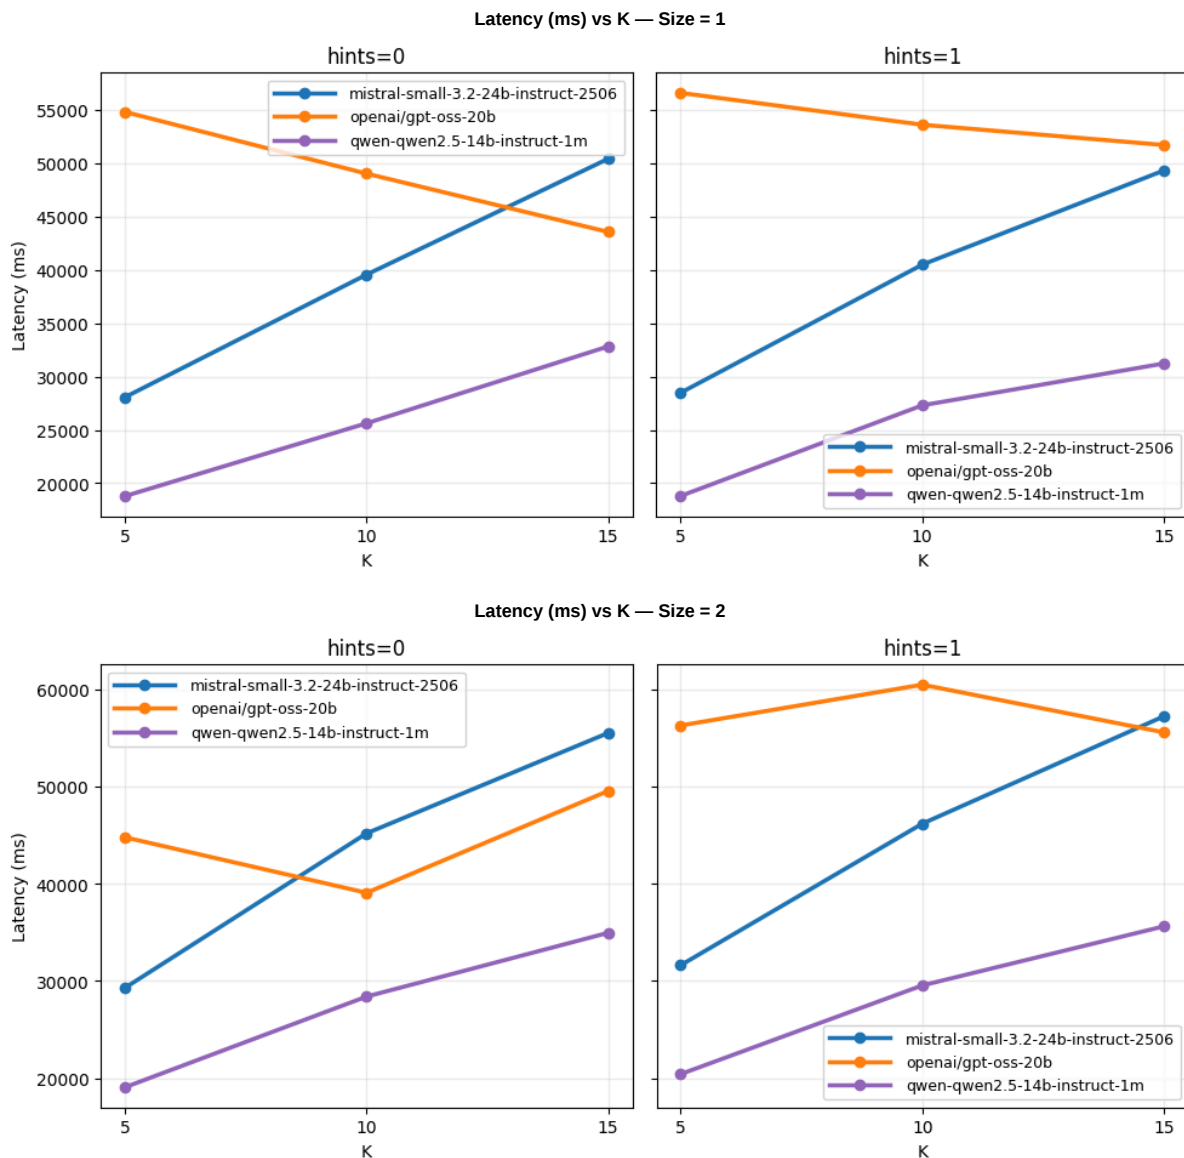 Latency (ms) vs K — Size = 1
hints=0
hints=1
mistral-small-3.2-24b-instruct-2506
openai/gpt-oss-20b
qwen-qwen2.5-14b-instruct-1m
55000
50000
45000
40000
35000
30000
25000
20000
Latency (ms)
5
10
15
K
mistral-small-3.2-24b-instruct-2506
openai/gpt-oss-20b
qwen-qwen2.5-14b-instruct-1m
5
10
15
K
Latency (ms) vs K — Size = 2
hints=0
hints=1
mistral-small-3.2-24b-instruct-2506
openai/gpt-oss-20b
qwen-qwen2.5-14b-instruct-1m
60000
50000
40000
30000
20000
Latency (ms)
5
10
15
K
mistral-small-3.2-24b-instruct-2506
openai/gpt-oss-20b
qwen-qwen2.5-14b-instruct-1m
5
10
15
K